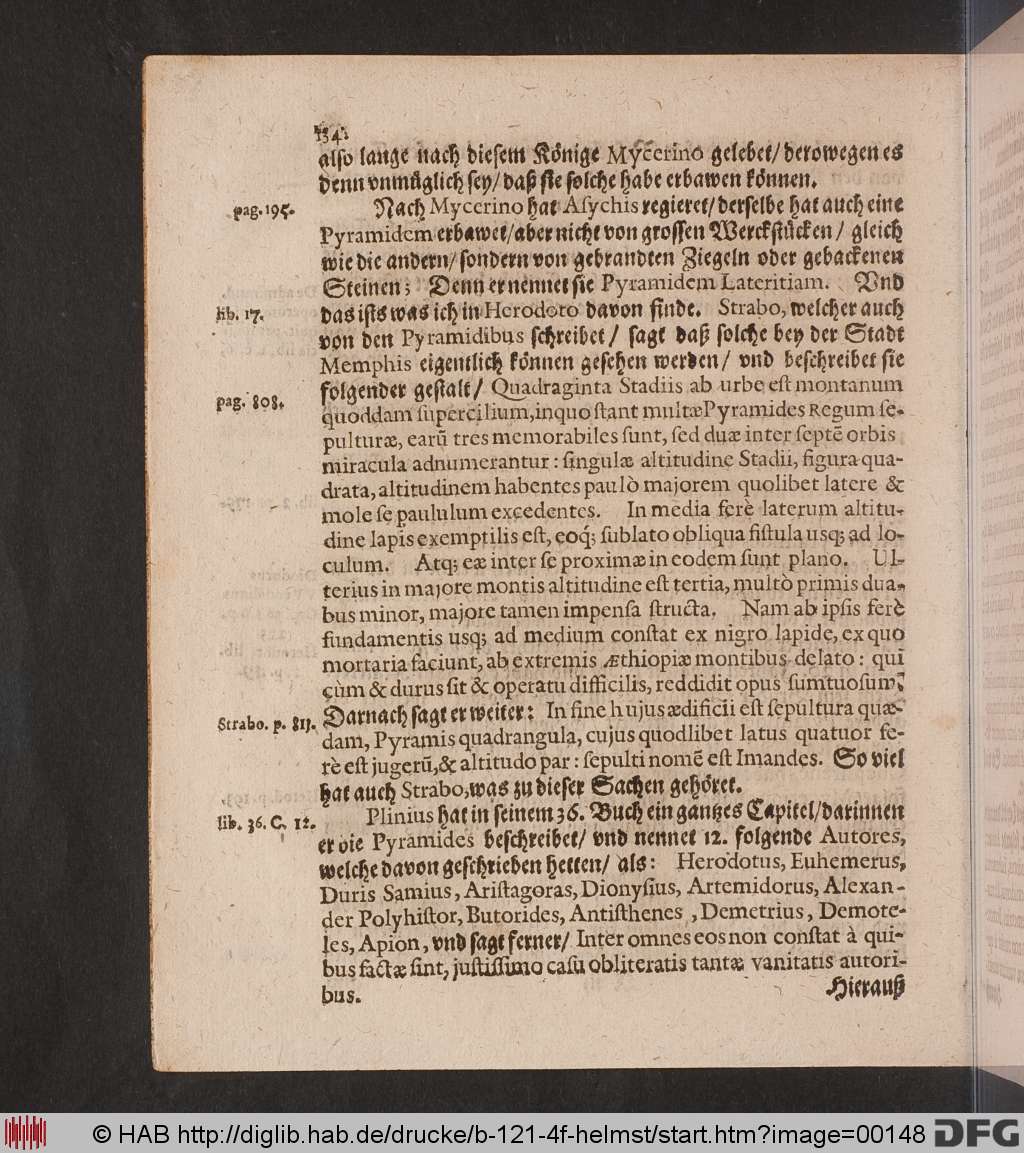 134.
also lange nach diesem Könige Mycerino gelebet/ derowegen es
denn vnmüglich sey/ daß sie solche habe erbawen können.
pag. 195. Nach Mycerino hat Asychis regieret/ derselbe hat auch eine
Pyramidem erbawet/ aber nicht von grossen Werckstücken/ gleich
wie die andern/ sondern von gebrandten Ziegeln oder gebackenen
Steinen; Denn er nennet sie Pyramidem Lateritiam. Vnd
lib. 17. das ists was ich in Herodoto davon finde. Strabo, welcher auch
von den Pyramidibus schreibet/ sagt daß solche bey der Stadt
Memphis eigentlich können gesehen werden/ vnd beschreibet sie
pag. 808. folgender gestalt/ Quadraginta Stadiis ab urbe est montanum
quoddam supercilium, inquo stant multæ Pyramides Regum se-
pulturæ, earũ tres memorabiles sunt, sed duæ inter septẽ orbis
miracula adnumerantur: singulæ altitudine Stadii, figura qua-
drata, altitudinem habentes paulò majorem quolibet latere &
mole se paululum excedentes. In media ferè laterum altitu-
dine lapis exemptilis est, eoq́; sublato obliqua fistula usq; ad lo-
culum. Atq; eæ inter se proximæ in eodem sunt plano. Ul-
terius in majore montis altitudine est tertia, multò primis dua-
bus minor, majore tamen impensa structa. Nam ab ipsis ferè
fundamentis usq; ad medium constat ex nigro lapide, ex quo
mortaria faciunt, ab extremis Æthiopiæ montibus delato: qui
cùm & durus sit & operatu difficilis, reddidit opus sumtuosum.
Strabo. p. 811. Darnach sagt er weiter: In fine hujus ædificii est sepultura quæ-
dam, Pyramis quadrangula, cujus quodlibet latus quatuor fe-
rè est jugerũ, & altitudo par: sepulti nomẽ est Imandes. So viel
hat auch Strabo, was zu dieser Sachen gehöret.
lib. 36. C. 12. Plinius hat in seinem 36. Buch ein gantzes Capitel/ darinnen
er die Pyramides beschreibet/ vnd nennet 12. folgende Autores,
welche davon geschrieben hetten/ als: Herodotus, Euhemerus,
Duris Samius, Aristagoras, Dionysius, Artemidorus, Alexan-
der Polyhistor, Butorides, Antisthenes, Demetrius, Demote-
les, Apion, vnd sagt ferner/ Inter omnes eos non constat à qui-
bus factæ sint, justissimo casu obliteratis tantæ vanitatis autori-
bus. Hierauß
© HAB http://diglib.hab.de/drucke/b-121-4f-helmst/start.htm?image=00148 DFG